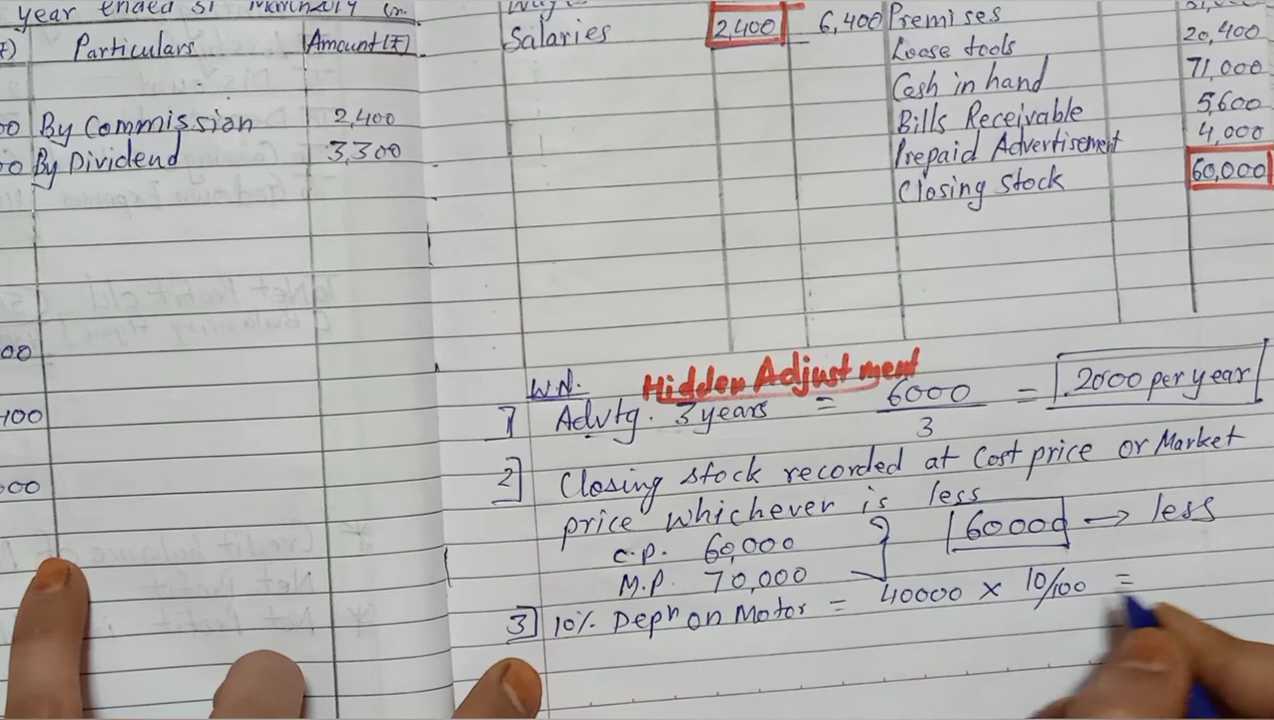 year ended 31 March 2019
Particulars Amount (₹)
By Commission 2,400
By Dividend 3,300
00
100
000
Salaries 2,400 6,400 Premises
Loose tools 20,400
Cash in hand 71,000
Bills Receivable 5,600
Prepaid Advertisement 4,000
Closing Stock 60,000
W.N. Hidden Adjustment
1] Advtg. 3 years = 6000 / 3 = 2000 per year
2] Closing stock recorded at Cost price or Market
price whichever is less
C.P. 60,000
M.P. 70,000 } 60000 → less
3] 10% Depn on Motor = 40000 × 10/100 =